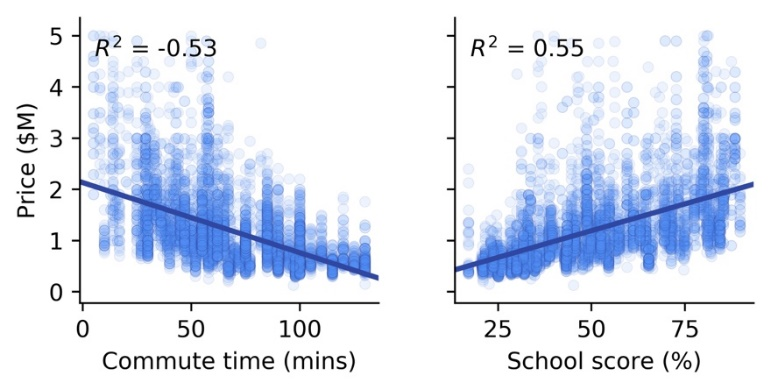 R² = -0.53
R² = 0.55
Price ($M)
5
4
3
2
1
0
0 50 100
25 50 75
Commute time (mins)
School score (%)